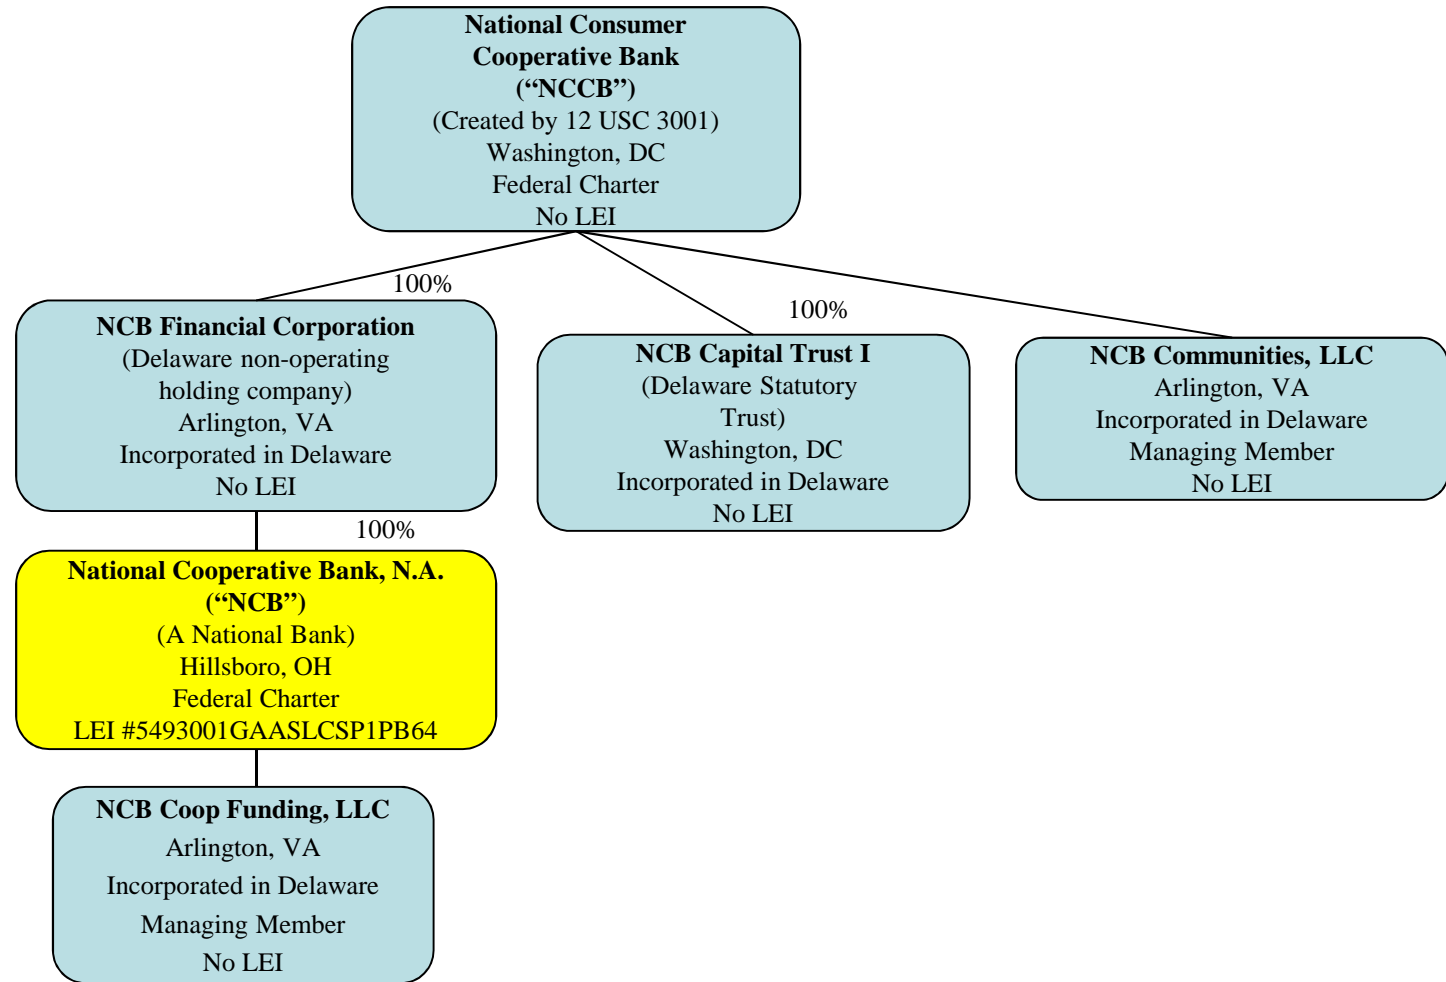 National Consumer
Cooperative Bank
(“NCCB”)
(Created by 12 USC 3001)
Washington, DC
Federal Charter
No LEI
100%
100%
NCB Financial Corporation
(Delaware non-operating
holding company)
Arlington, VA
Incorporated in Delaware
No LEI
NCB Capital Trust I
(Delaware Statutory
Trust)
Washington, DC
Incorporated in Delaware
No LEI
NCB Communities, LLC
Arlington, VA
Incorporated in Delaware
Managing Member
No LEI
100%
National Cooperative Bank, N.A.
(“NCB”)
(A National Bank)
Hillsboro, OH
Federal Charter
LEI #5493001GAASLCSP1PB64
NCB Coop Funding, LLC
Arlington, VA
Incorporated in Delaware
Managing Member
No LEI